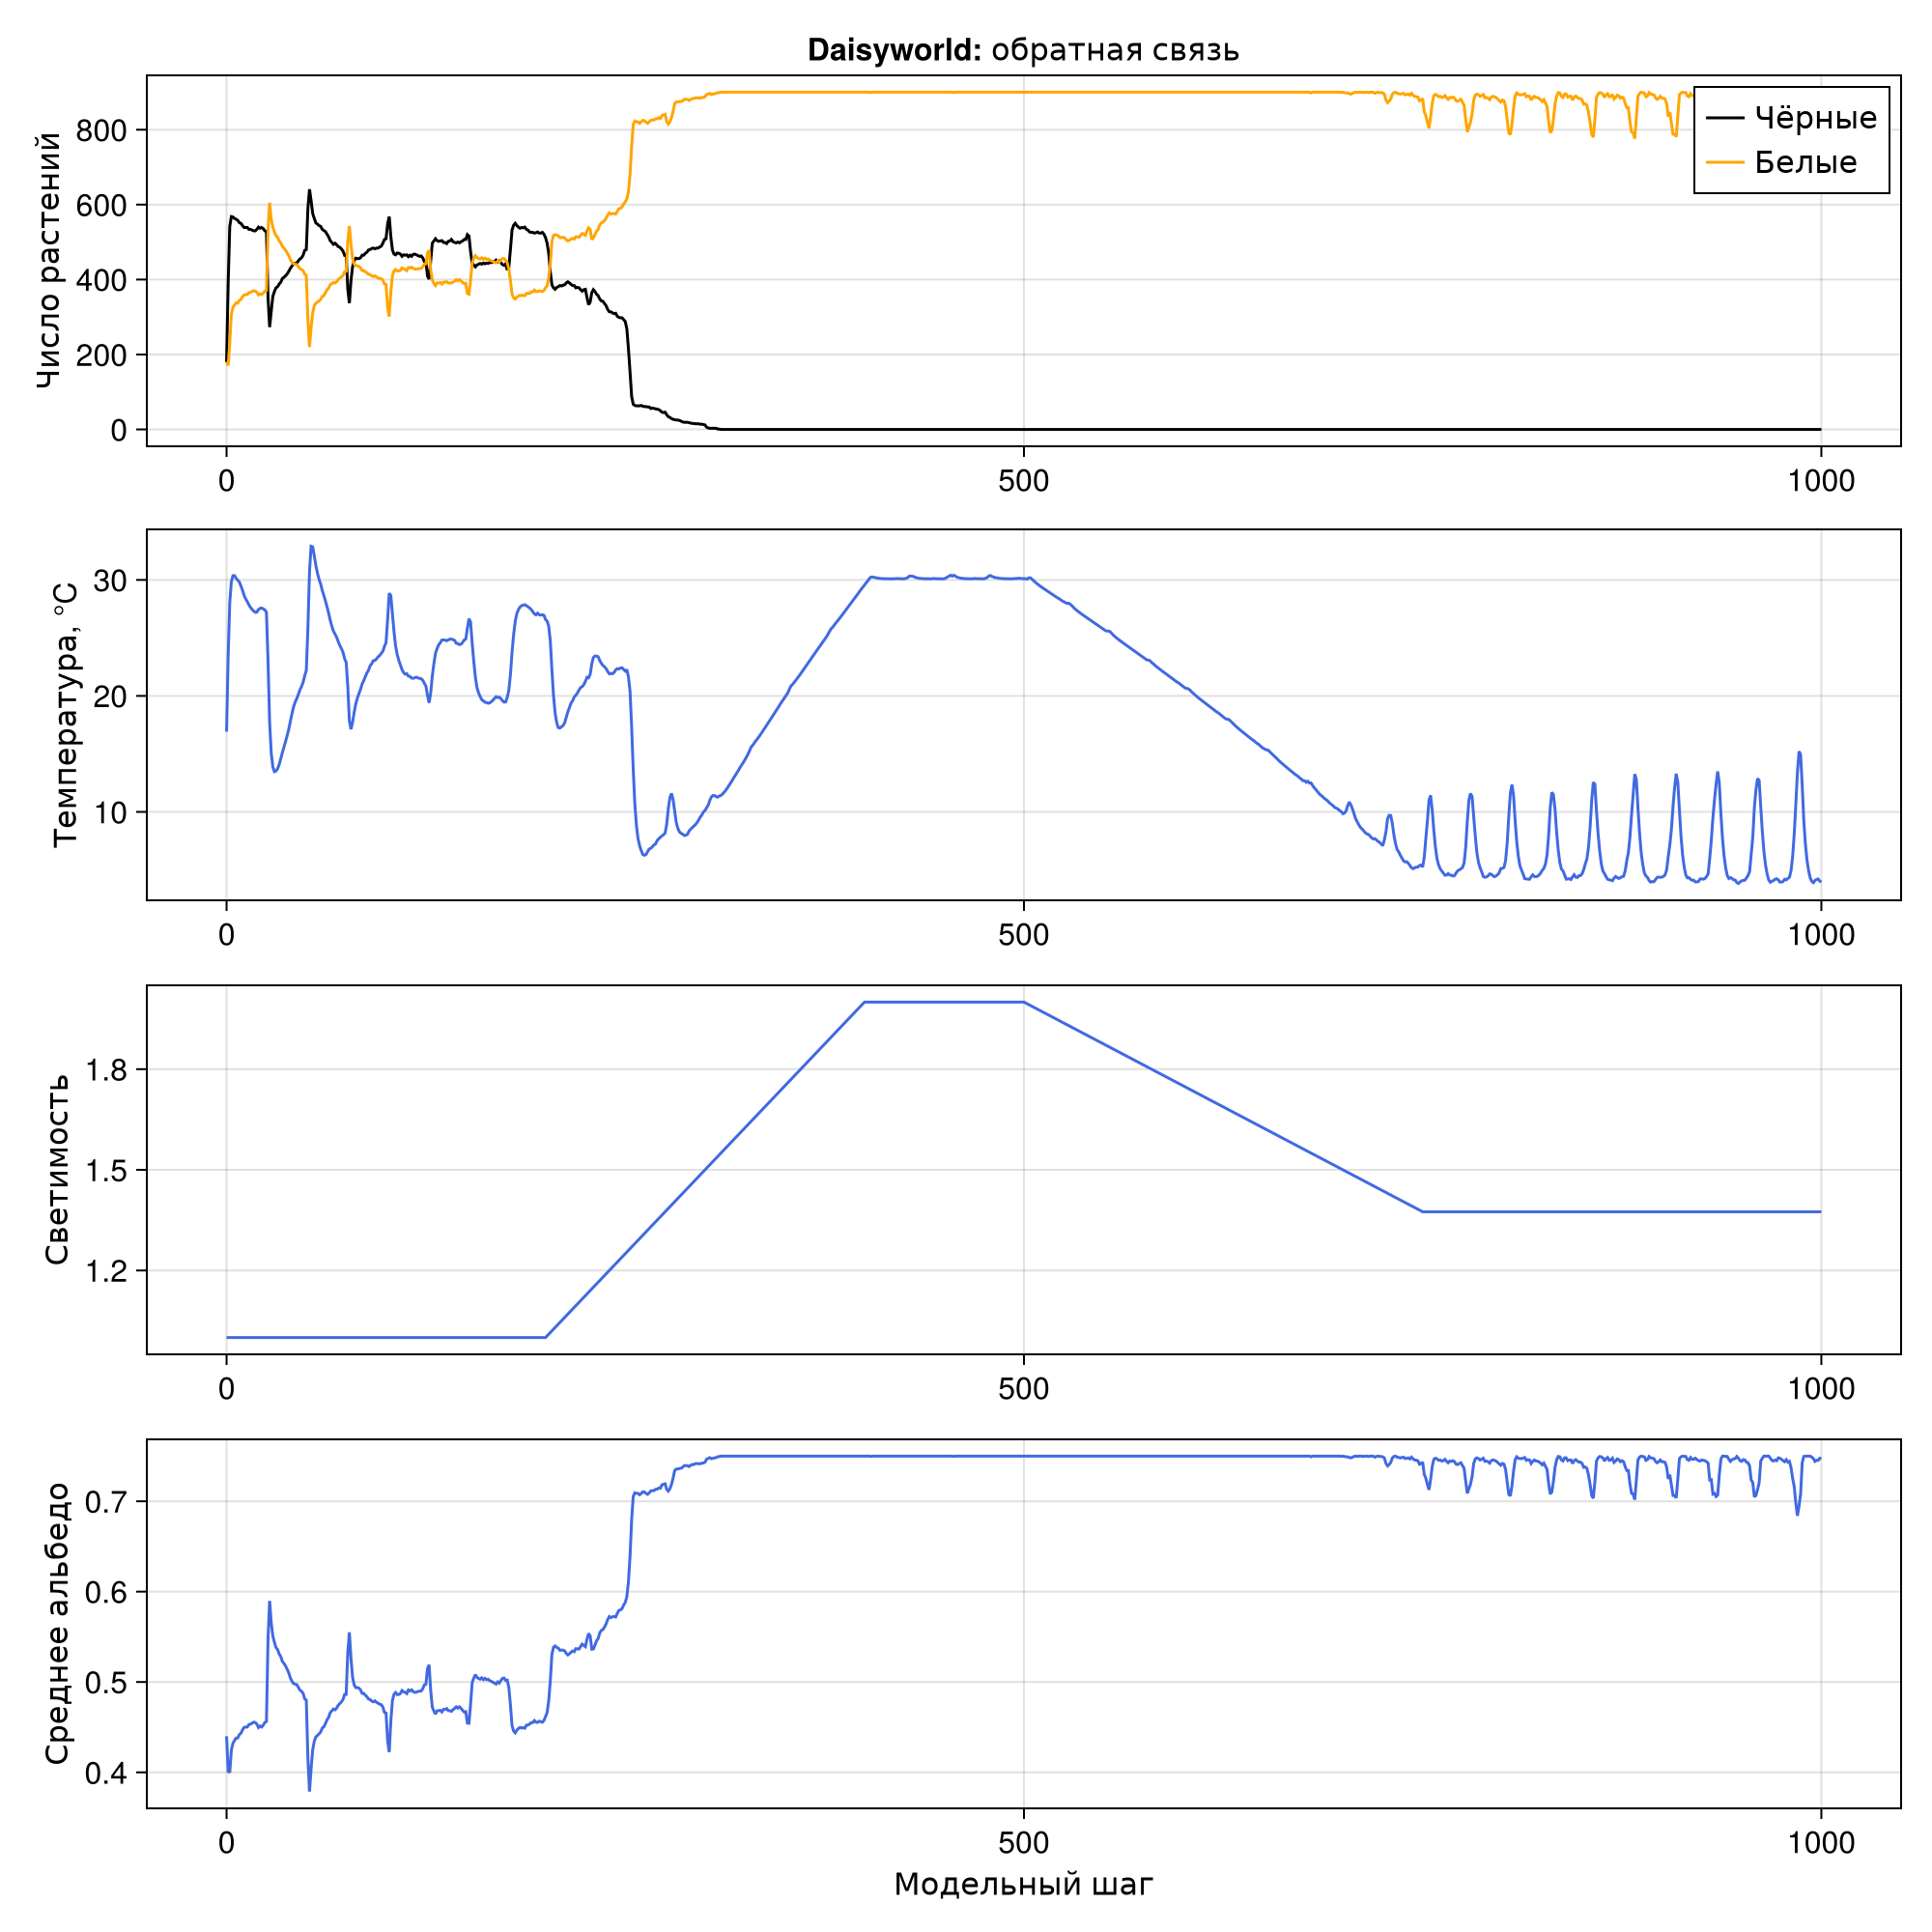 Daisyworld: обратная связь
Число растений
800
600
400
200
0
Чёрные
Белые
0 500 1000
Температура, °C
30
20
10
0 500 1000
Светимость
1.8
1.5
1.2
0 500 1000
Среднее альбедо
0.7
0.6
0.5
0.4
0 500 1000
Модельный шаг